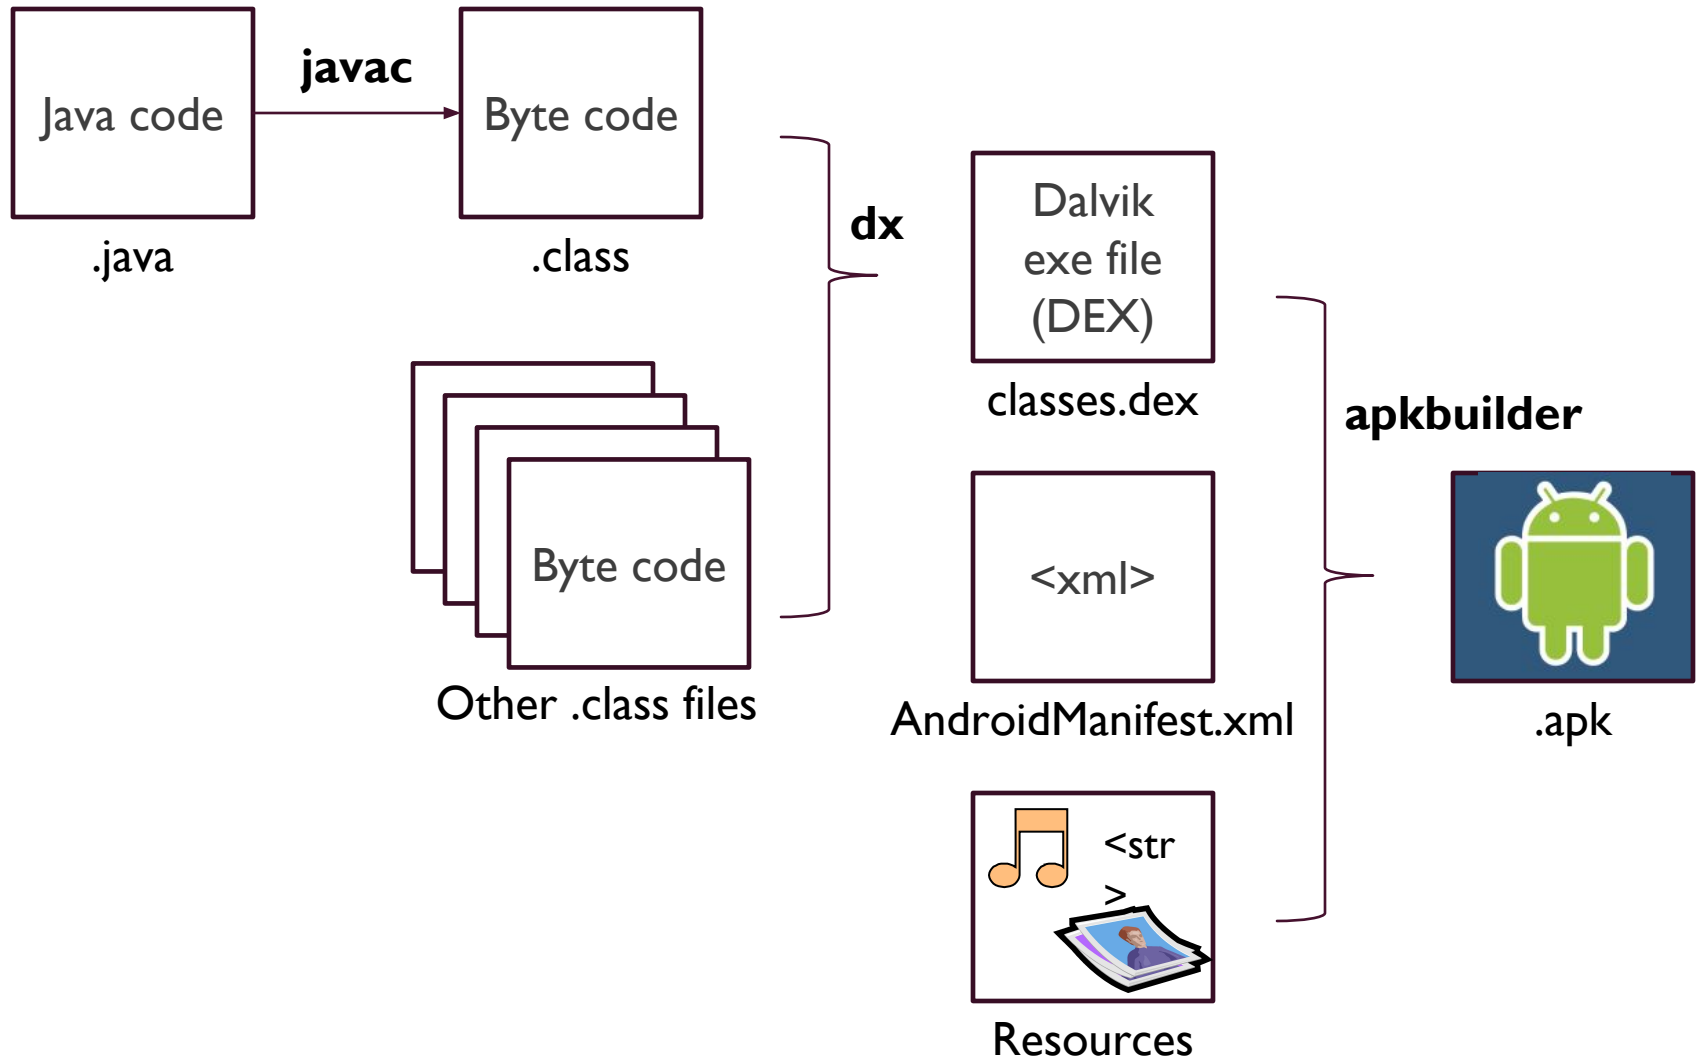 javac
Java code
Byte code
.java
.class
dx
Dalvik
exe file
(DEX)
classes.dex
apkbuilder
Byte code
Other .class files
<xml>
AndroidManifest.xml
.apk
<str
>
Resources